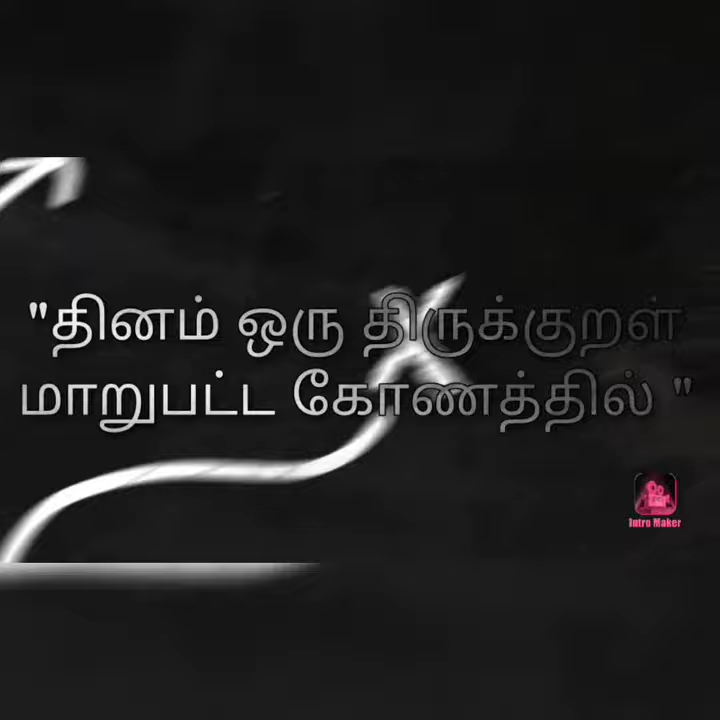 "தினம் ஒரு திருக்குறள்
மாறுபட்ட கோணத்தில் "
Intro Maker